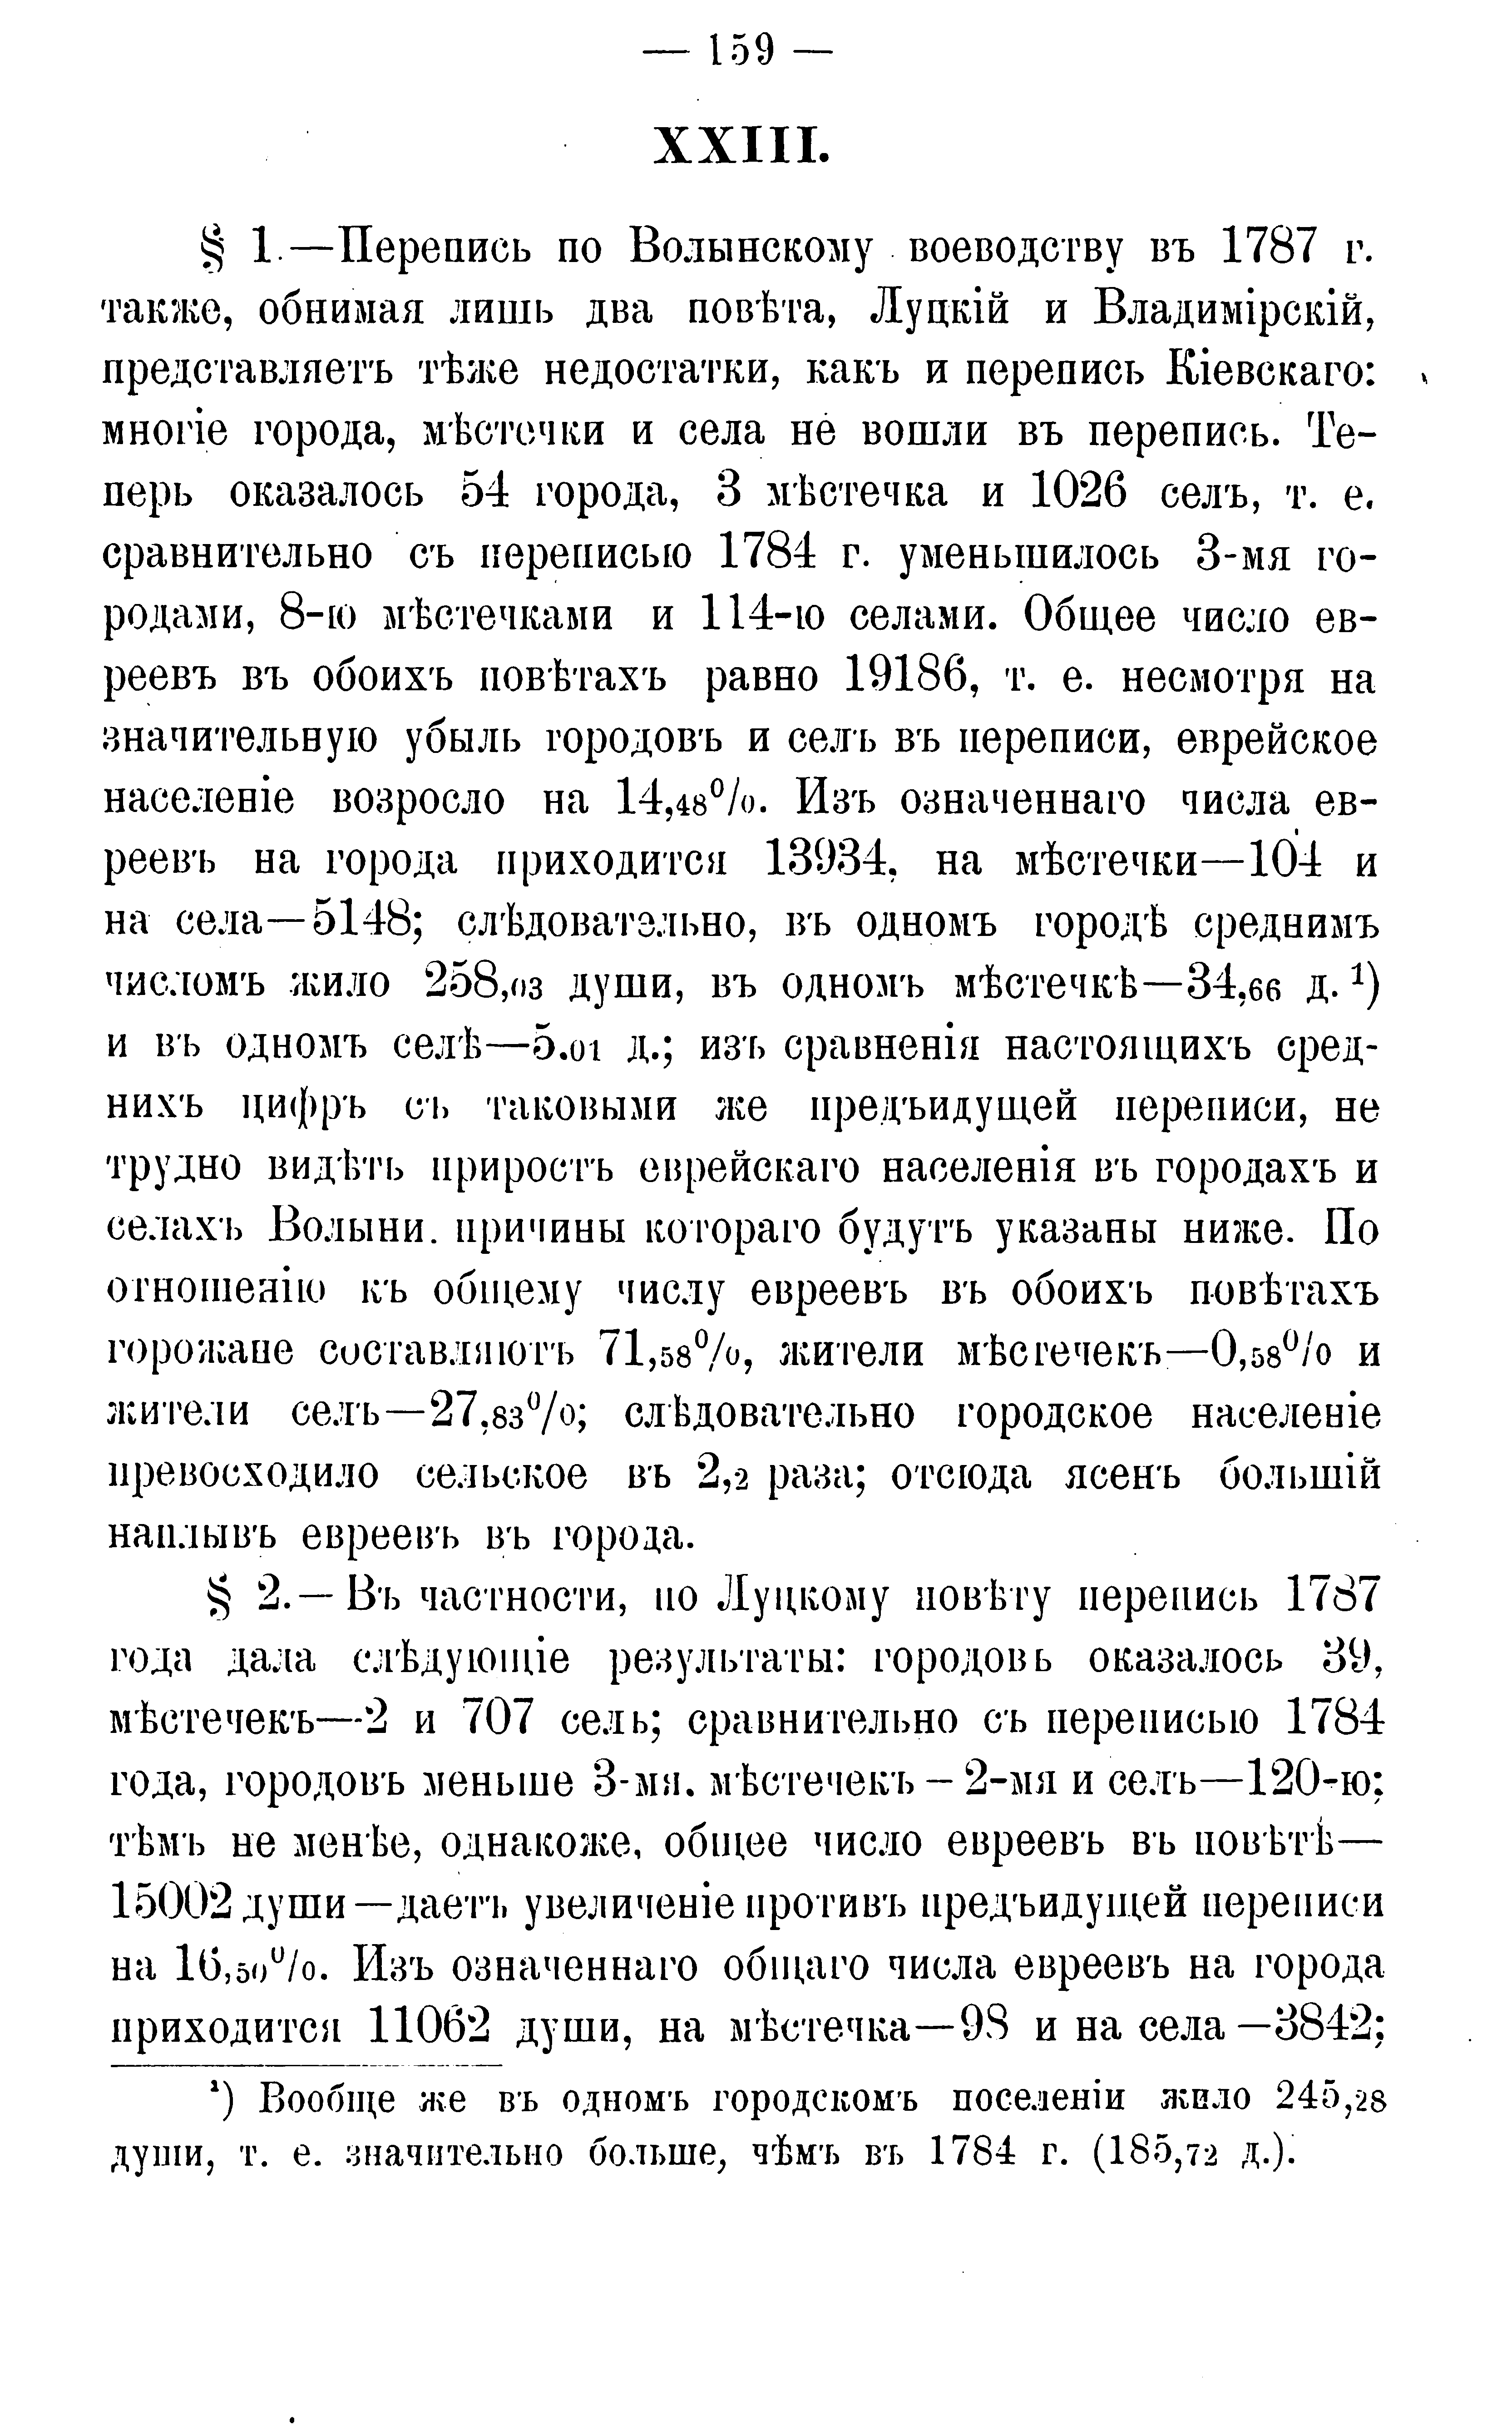 — 159 —
XXIII.
§ 1.—Перепись по Волынскому воеводству въ 1787 г.
также, обнимая лишь два повѣта, Луцкій и Владимірскій,
представляетъ тѣже недостатки, какъ и перепись Кіевскаго:
многіе города, мѣстечки и села не вошли въ перепись. Те-
перь оказалось 54 города, 3 мѣстечка и 1026 селъ, т. е.
сравнительно съ переписью 1784 г. уменьшилось 3-мя го-
родами, 8-ю мѣстечками и 114-ю селами. Общее число ев-
реевъ въ обоихъ повѣтахъ равно 19186, т. е. несмотря на
значительную убыль городовъ и селъ въ переписи, еврейское
населеніе возросло на 14,48%. Изъ означеннаго числа ев-
реевъ на города приходится 13934, на мѣстечки—104 и
на села—5148; слѣдовательно, въ одномъ городѣ среднимъ
числомъ жило 258,03 души, въ одномъ мѣстечкѣ—34,66 д. ¹)
и въ одномъ селѣ—5.01 д.; изъ сравненія настоящихъ сред-
нихъ цифръ съ таковыми же предъидущей переписи, не
трудно видѣть приростъ еврейскаго населенія въ городахъ и
селахъ Волыни. причины котораго будутъ указаны ниже. По
отношенію къ общему числу евреевъ въ обоихъ повѣтахъ
горожане составляютъ 71,58%, жители мѣстечекъ—0,58% и
жители селъ—27,83%; слѣдовательно городское населеніе
превосходило сельское въ 2,2 раза; отсюда ясенъ большій
наплывъ евреевъ въ города.
§ 2.—Въ частности, по Луцкому повѣту перепись 1787
года дала слѣдующіе результаты: городовъ оказалось 39,
мѣстечекъ—2 и 707 селъ; сравнительно съ переписью 1784
года, городовъ меньше 3-мя. мѣстечекъ—2-мя и селъ—120-ю;
тѣмъ не менѣе, однакоже, общее число евреевъ въ повѣтѣ—
15002 души—даетъ увеличеніе противъ предъидущей переписи
на 16,50%. Изъ означеннаго общаго числа евреевъ на города
приходится 11062 души, на мѣстечка—98 и на села—3842;
¹) Вообще же въ одномъ городскомъ поселеніи жило 245,28
души, т. е. значительно больше, чѣмъ въ 1784 г. (185,72 д.).